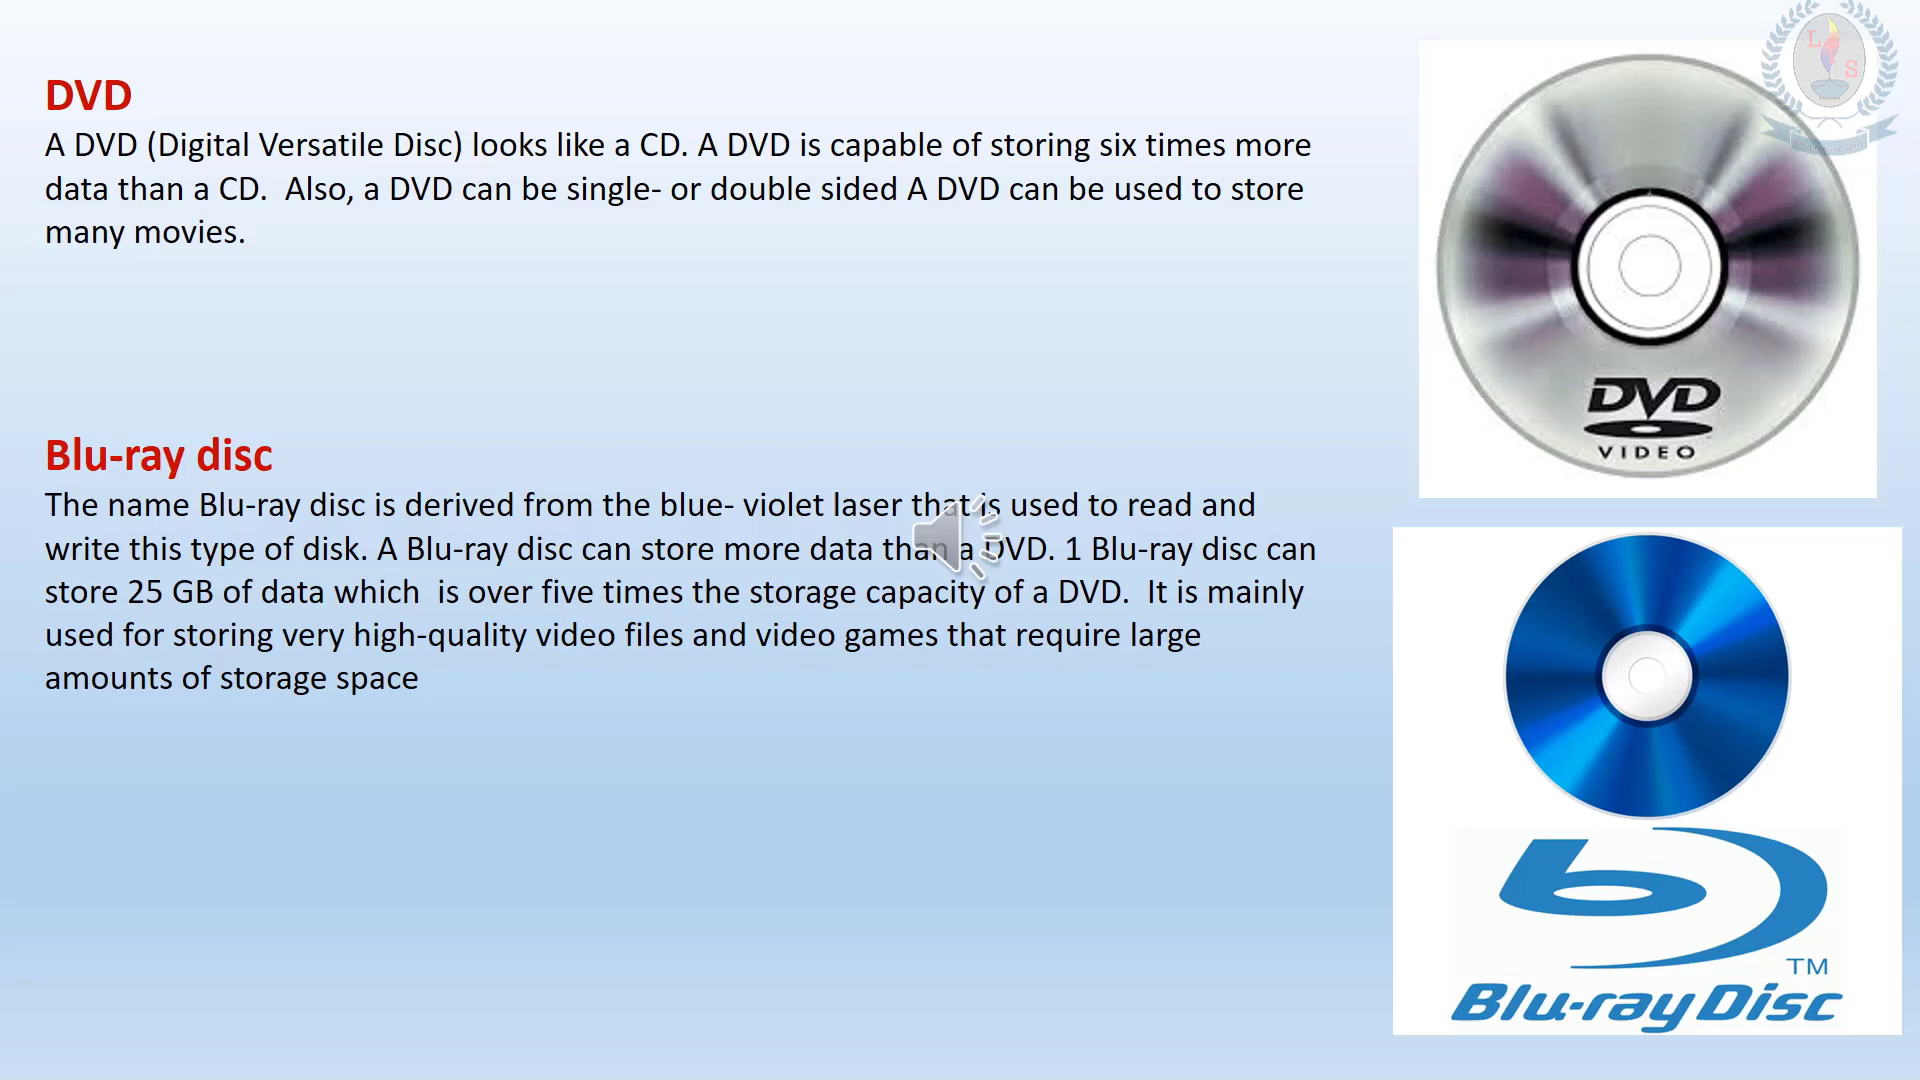 DVD
A DVD (Digital Versatile Disc) looks like a CD. A DVD is capable of storing six times more
data than a CD.  Also, a DVD can be single- or double sided A DVD can be used to store
many movies.
Blu-ray disc
The name Blu-ray disc is derived from the blue- violet laser that is used to read and
write this type of disk. A Blu-ray disc can store more data than a DVD. 1 Blu-ray disc can
store 25 GB of data which  is over five times the storage capacity of a DVD.  It is mainly
used for storing very high-quality video files and video games that require large
amounts of storage space
L
S
DVD
VIDEO
TM
Blu-ray Disc